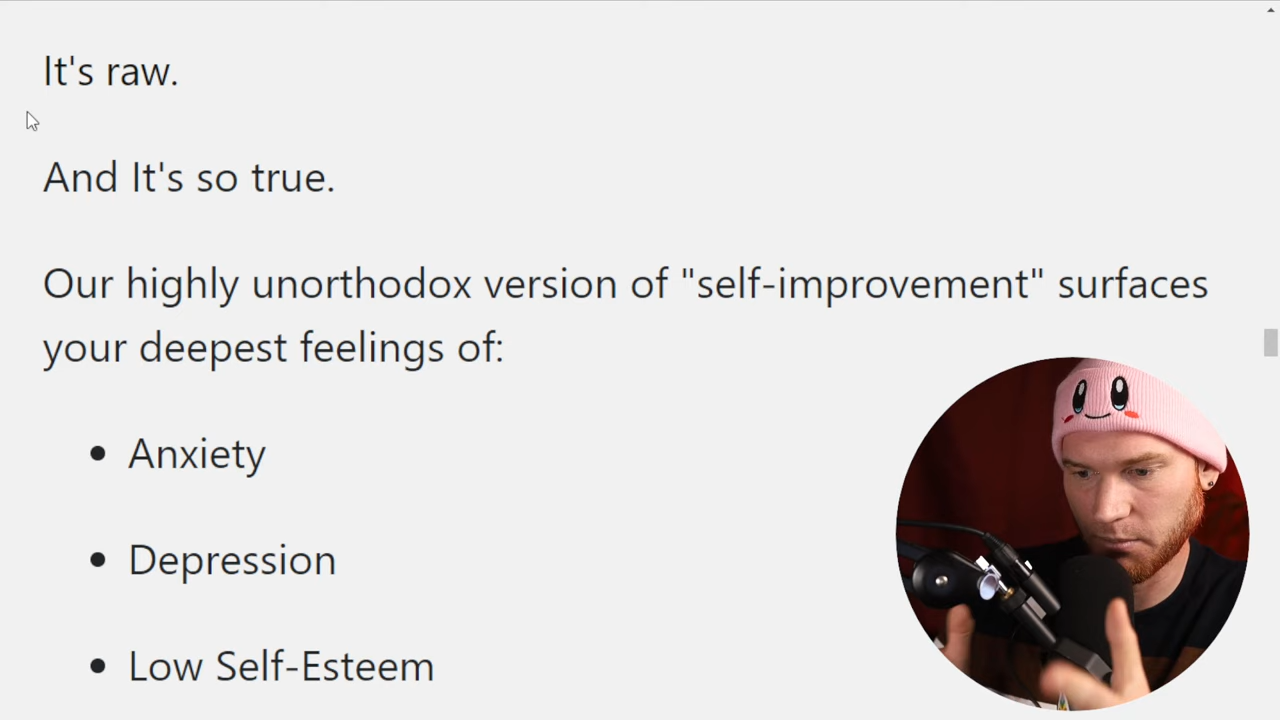 It's raw.
And It's so true.
Our highly unorthodox version of "self-improvement" surfaces
your deepest feelings of:
• Anxiety
• Depression
• Low Self-Esteem